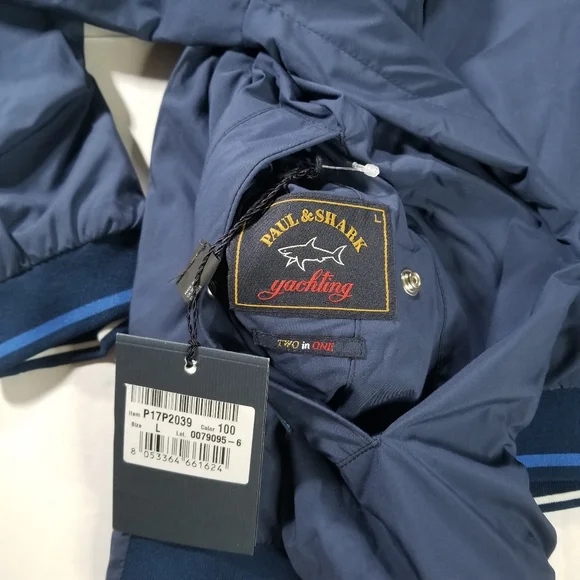 PAUL & SHARK
L
yachting
TWO in ONE
Item P17P2039 Color 100
Size L Lot. 0079095-6
8 053364 661624